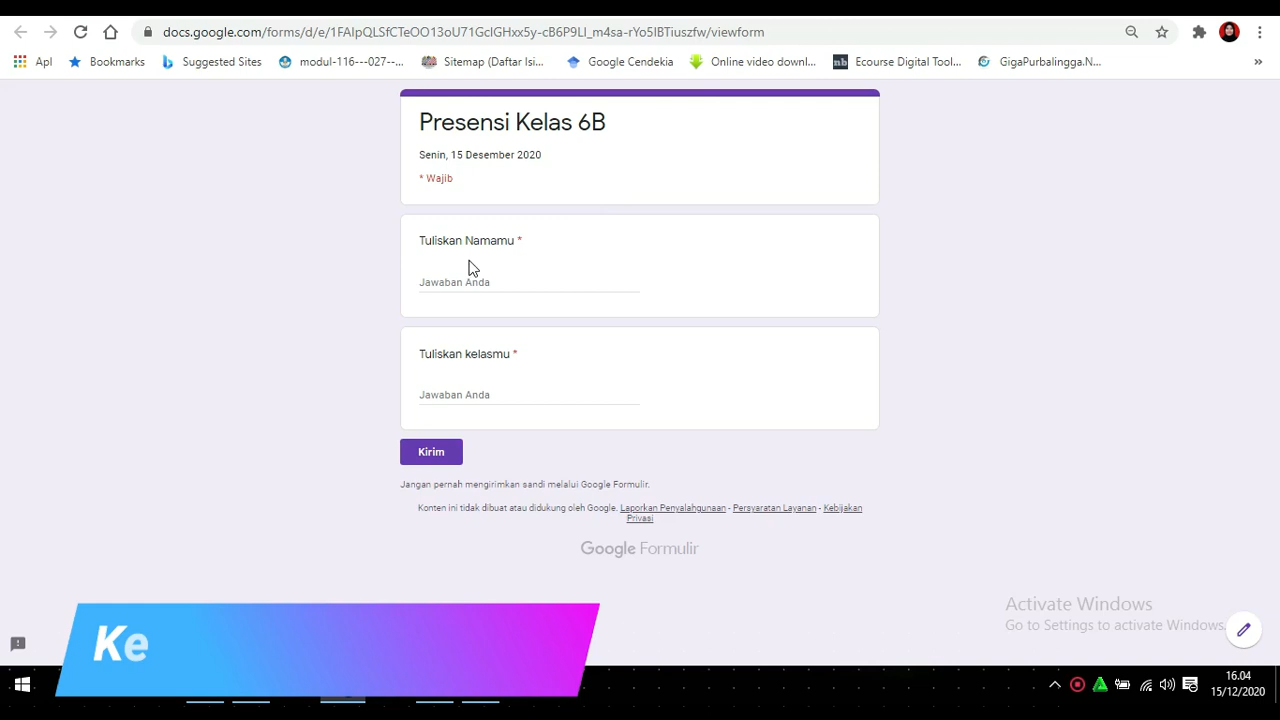 docs.google.com/forms/d/e/1FAIpQLSfCTeOO13oU71GclGHxx5y-cB6P9LI_m4sa-rYo5IBTiuszfw/viewform
Apl
Bookmarks
Suggested Sites
modul-116---027--...
Sitemap (Daftar Isi...
Google Cendekia
Online video downl...
nb
Ecourse Digital Tool...
GigaPurbalingga.N...
»
Presensi Kelas 6B
Senin, 15 Desember 2020
* Wajib
Tuliskan Namamu *
Jawaban Anda
Tuliskan kelasmu *
Jawaban Anda
Kirim
Jangan pernah mengirimkan sandi melalui Google Formulir.
Konten ini tidak dibuat atau didukung oleh Google. Laporkan Penyalahgunaan - Persyaratan Layanan - Kebijakan
Privasi
Google Formulir
Activate Windows
Go to Settings to activate Windows.
Ke
16.04
15/12/2020